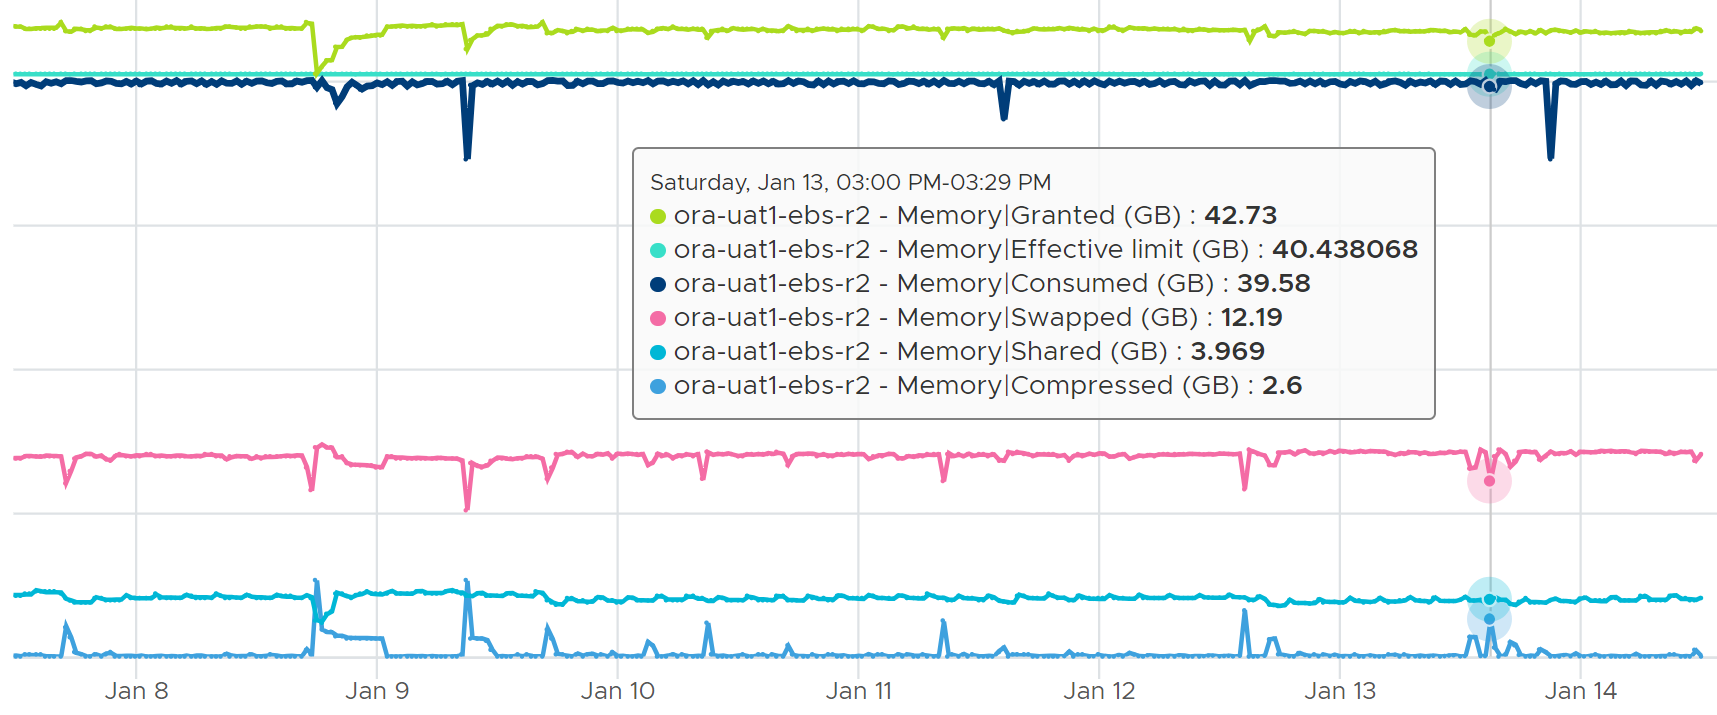 Saturday, Jan 13, 03:00 PM-03:29 PM
ora-uat1-ebs-r2 - Memory|Granted (GB) : 42.73
ora-uat1-ebs-r2 - Memory|Effective limit (GB) : 40.438068
ora-uat1-ebs-r2 - Memory|Consumed (GB) : 39.58
ora-uat1-ebs-r2 - Memory|Swapped (GB) : 12.19
ora-uat1-ebs-r2 - Memory|Shared (GB) : 3.969
ora-uat1-ebs-r2 - Memory|Compressed (GB) : 2.6
Jan 8 Jan 9 Jan 10 Jan 11 Jan 12 Jan 13 Jan 14